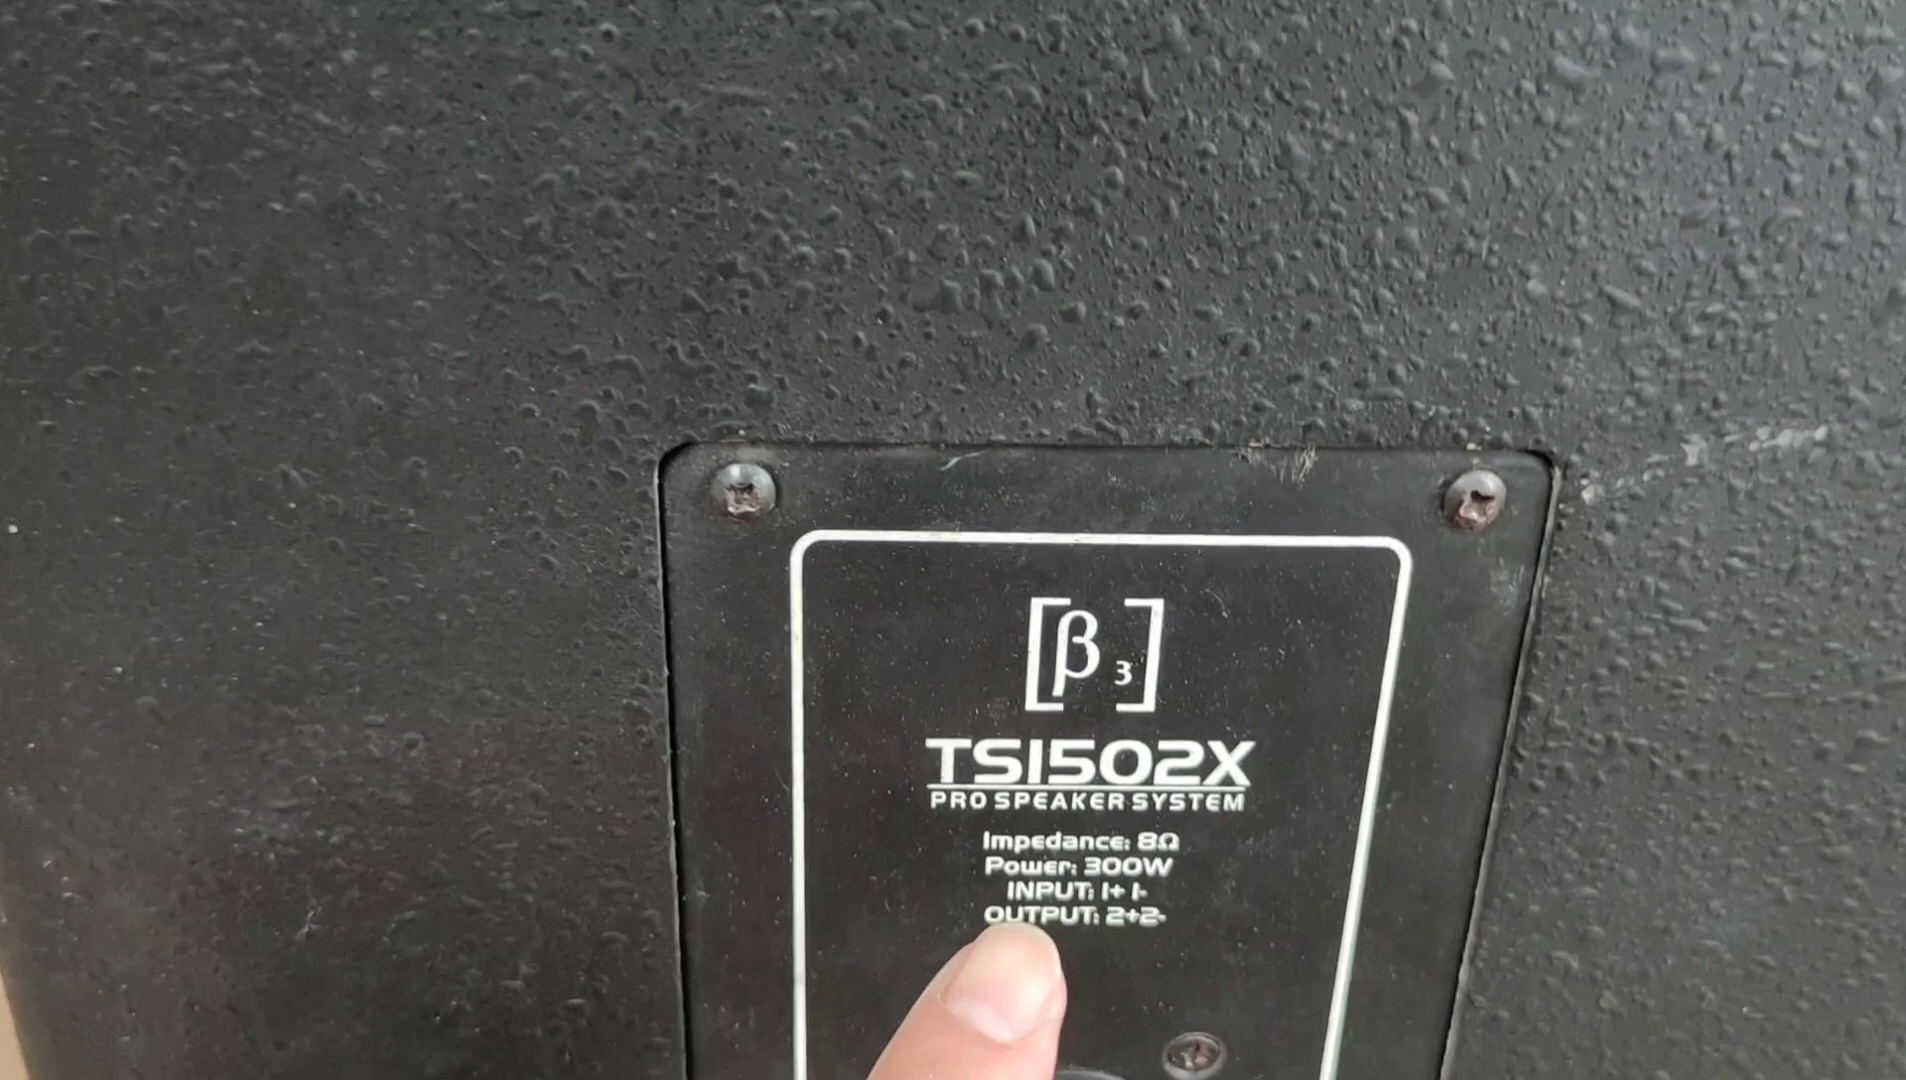 [β3]
TS1502X
PRO SPEAKER SYSTEM
Impedance: 8Ω
Power: 300W
INPUT: 1+ 1-
OUTPUT: 2+2-